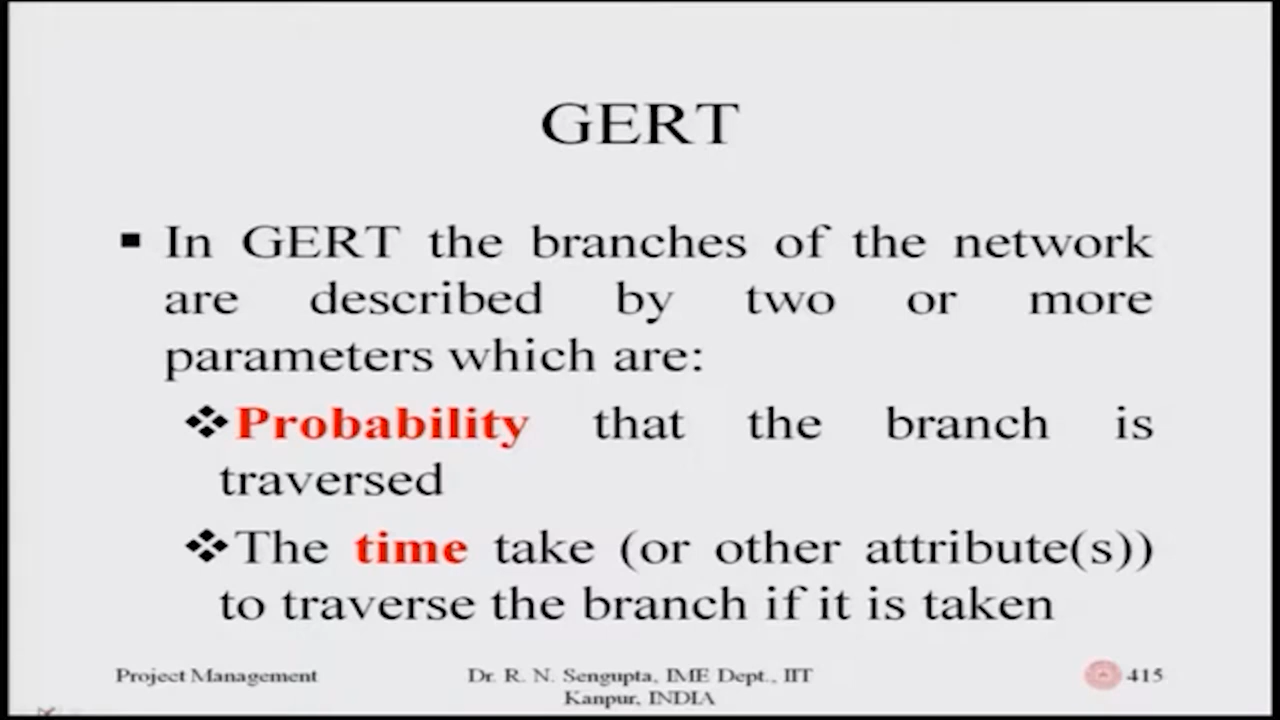 GERT
▪ In GERT the branches of the network
are described by two or more
parameters which are:
❖Probability that the branch is
traversed
❖The time take (or other attribute(s))
to traverse the branch if it is taken
Project Management
Dr. R. N. Sengupta, IME Dept., IIT
Kanpur, INDIA
415